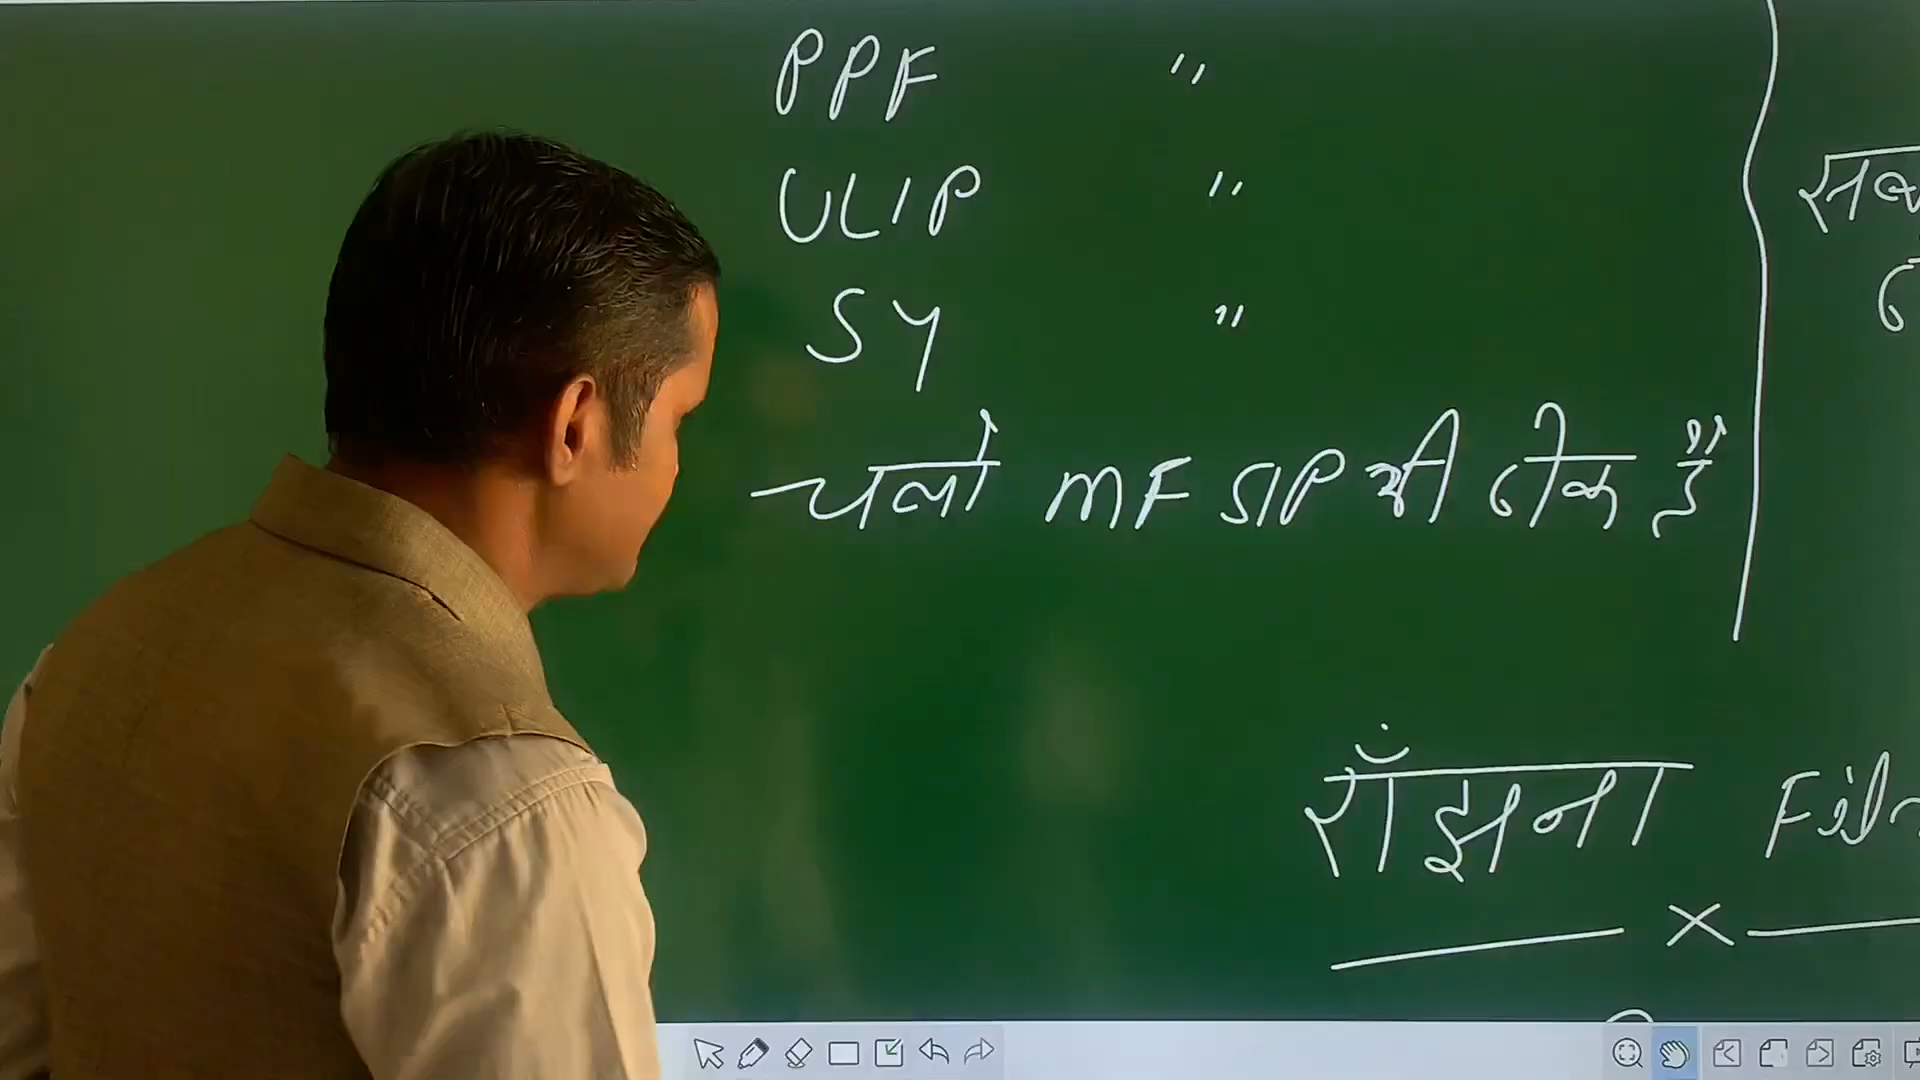 PPF "
ULIP "
SY "
चलो MF SIP भी ठीक हैं
राँझना
×